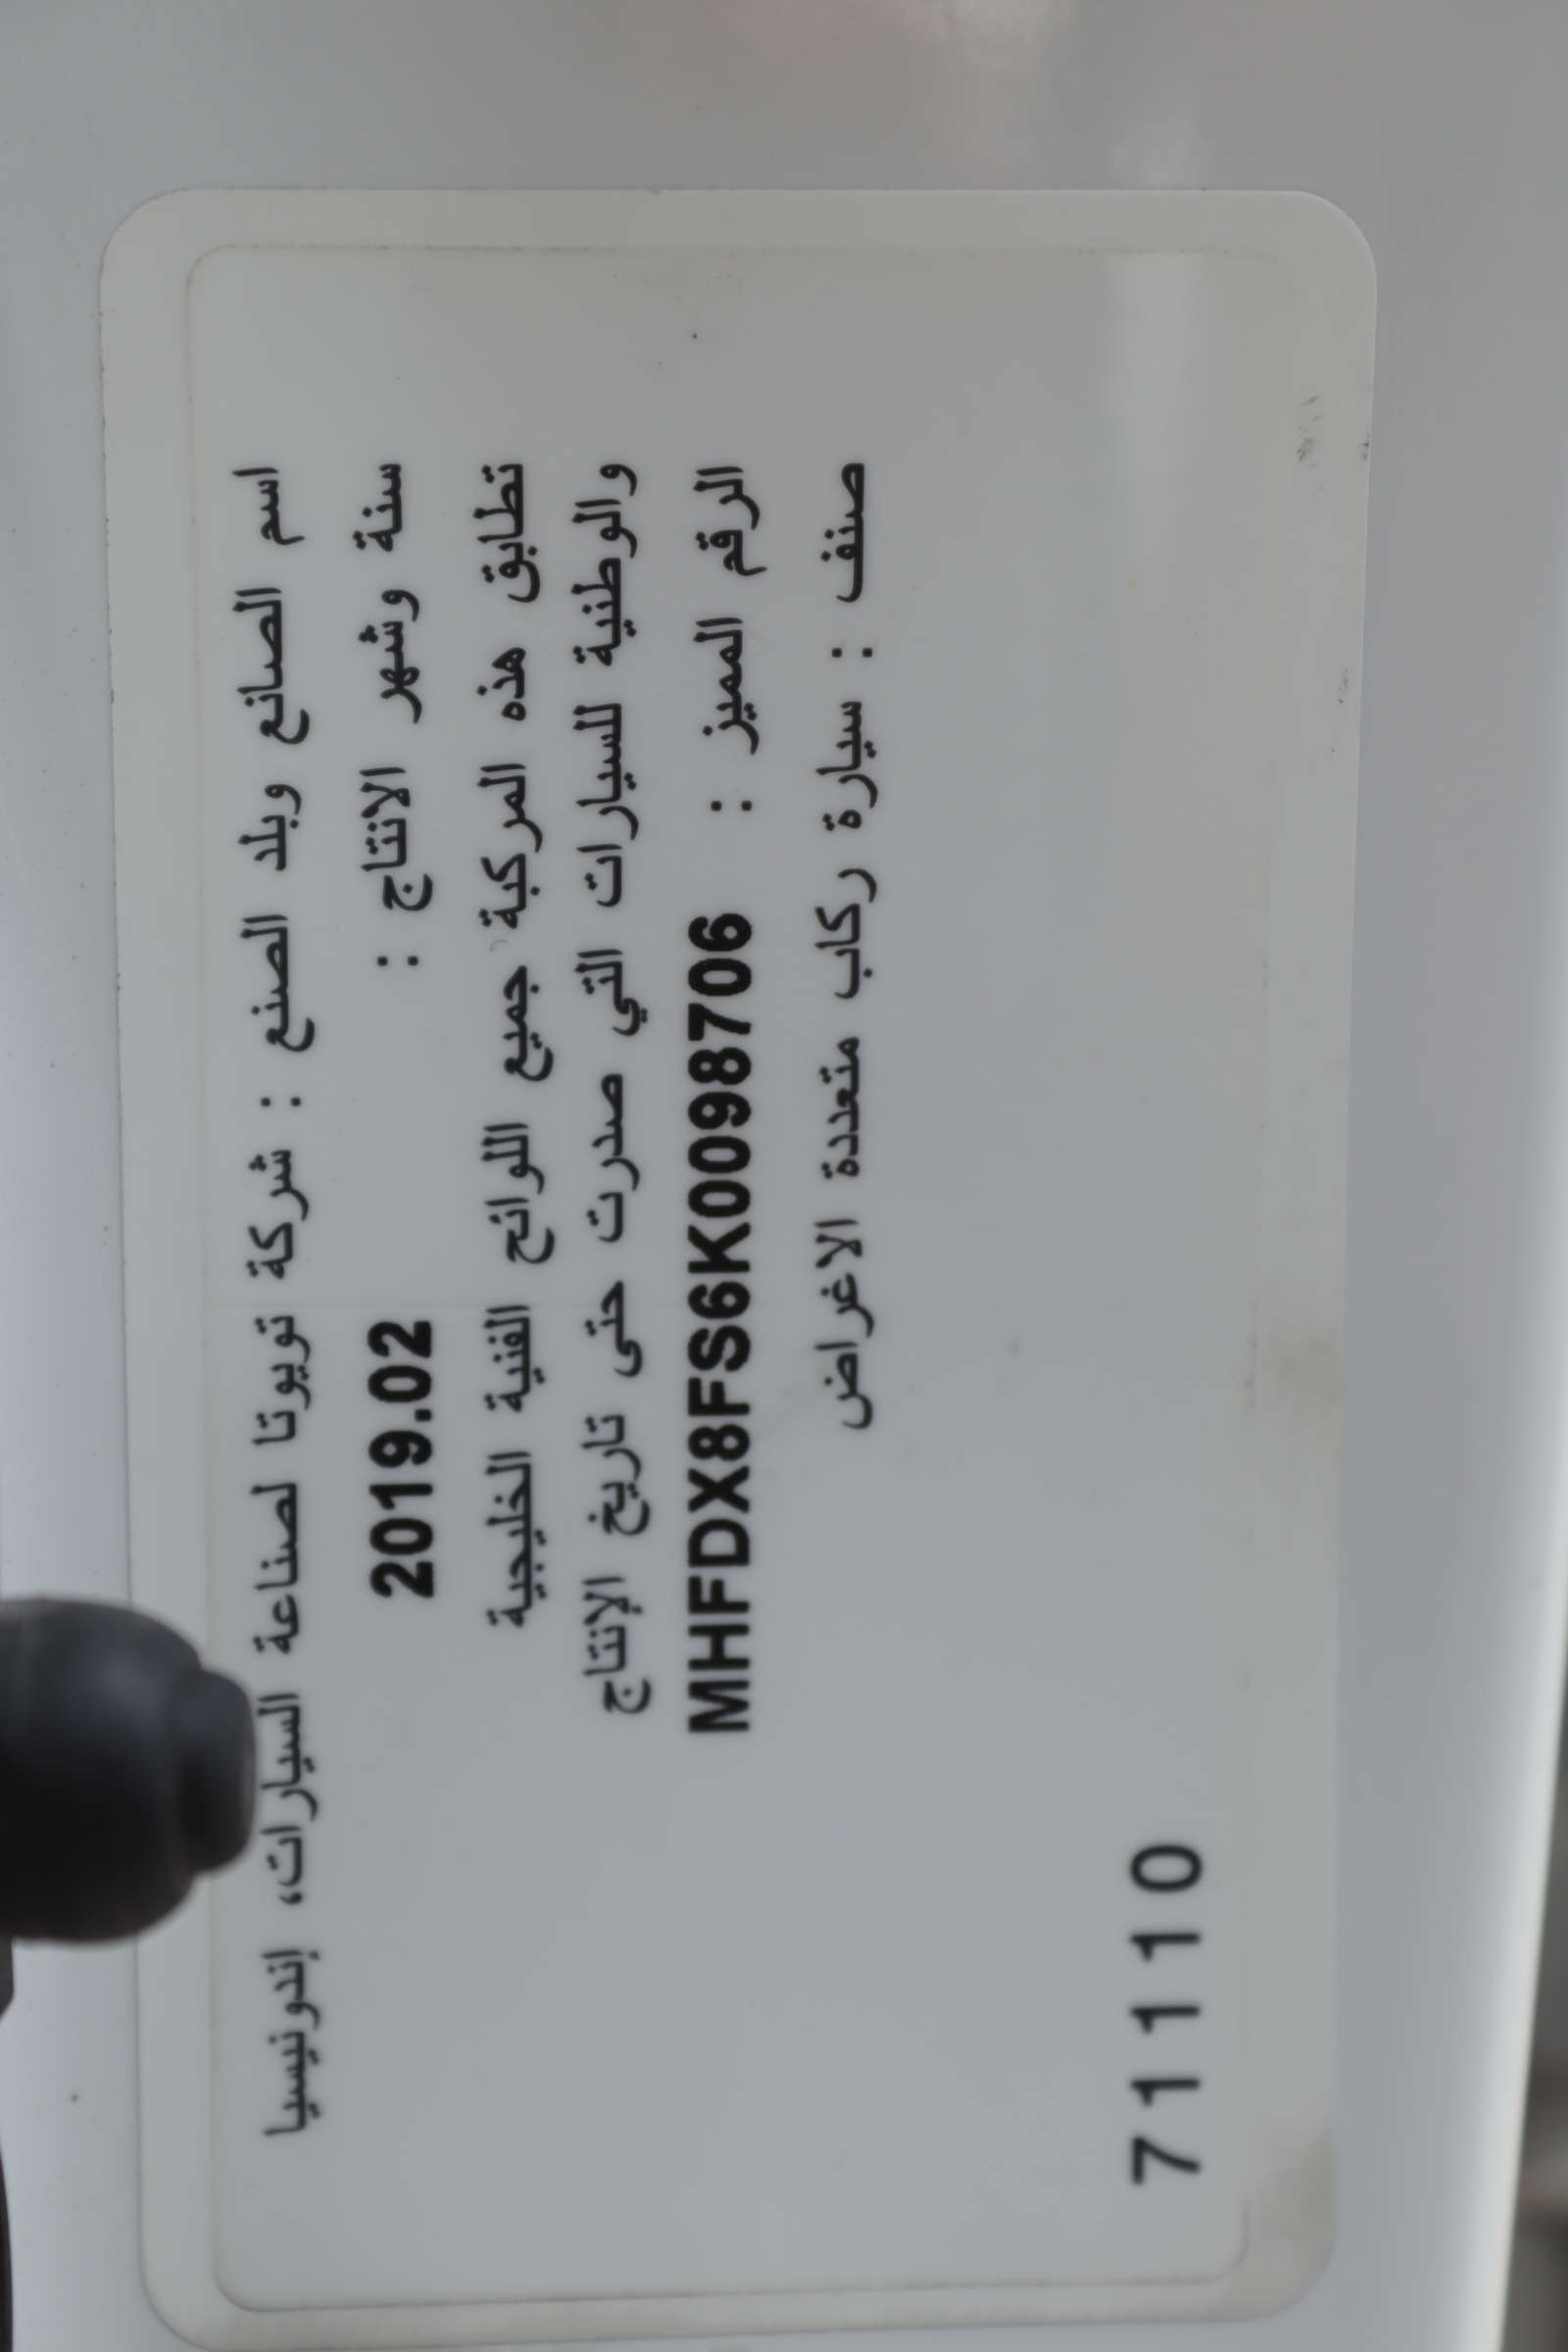 اسم الصانع وبلد الصنع : شركة تويوتا لصناعة السيارات، إندونيسيا
سنة وشهر الانتاج : 2019.02
تطابق هذه المركبة جميع اللوائح الفنية الخليجية
والوطنية للسيارات التي صدرت حتى تاريخ الإنتاج
الرقم المميز : MHFDX8FS6K0098706
صنف : سيارة ركاب متعددة الاغراض
71110